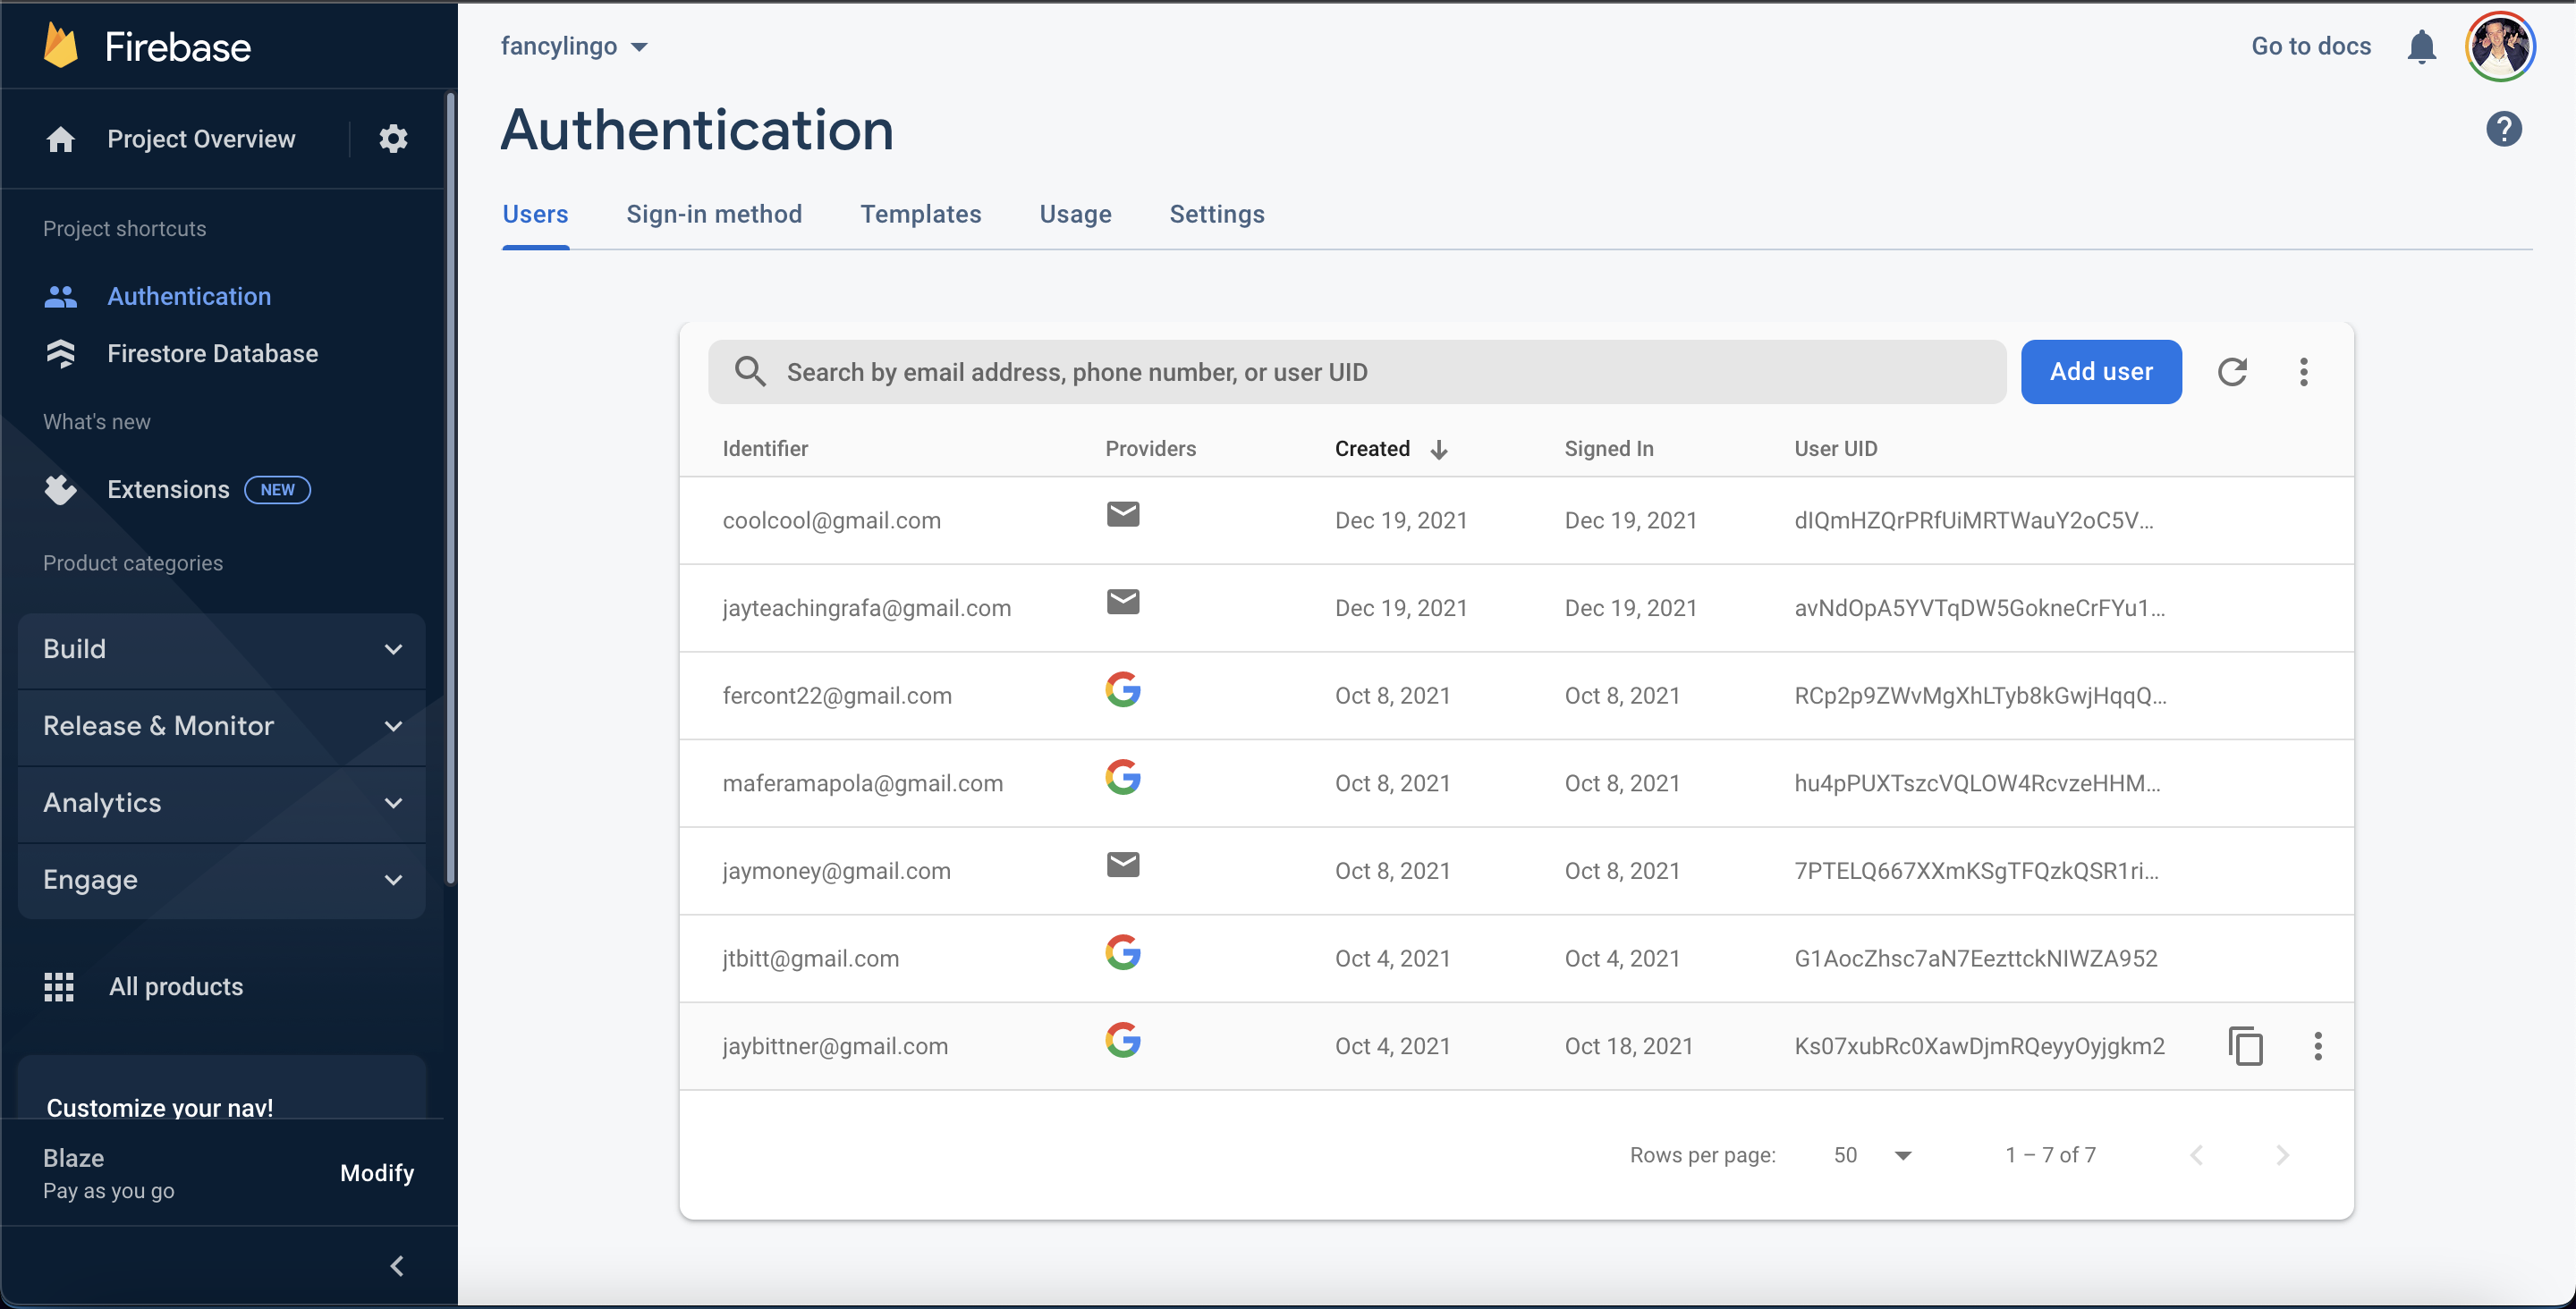 Firebase
Project Overview
Project shortcuts
Authentication
Firestore Database
What's new
Extensions NEW
Product categories
Build
Release & Monitor
Analytics
Engage
All products
Customize your nav!
Blaze
Pay as you go
Modify
fancylingo
Go to docs
Authentication
Users Sign-in method Templates Usage Settings
Search by email address, phone number, or user UID
Add user
Identifier Providers Created Signed In User UID
coolcool@gmail.com Dec 19, 2021 Dec 19, 2021 dIQmHZQrPRfUiMRTWauY2oC5V...
jayteachingrafa@gmail.com Dec 19, 2021 Dec 19, 2021 avNdOpA5YVTqDW5GokneCrFYu1...
fercont22@gmail.com Oct 8, 2021 Oct 8, 2021 RCp2p9ZWvMgXhLTyb8kGwjHqqQ...
maferamapola@gmail.com Oct 8, 2021 Oct 8, 2021 hu4pPUXTszcVQLOW4RcvzeHHM...
jaymoney@gmail.com Oct 8, 2021 Oct 8, 2021 7PTELQ667XXmKSgTFQzkQSR1ri...
jtbitt@gmail.com Oct 4, 2021 Oct 4, 2021 G1AocZhsc7aN7EezttckNIWZA952
jaybittner@gmail.com Oct 4, 2021 Oct 18, 2021 Ks07xubRc0XawDjmRQeyyOyjgkm2
Rows per page: 50 1 – 7 of 7